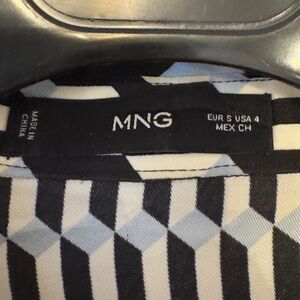 MADE IN
CHINA
MNG
EUR S USA 4
MEX CH